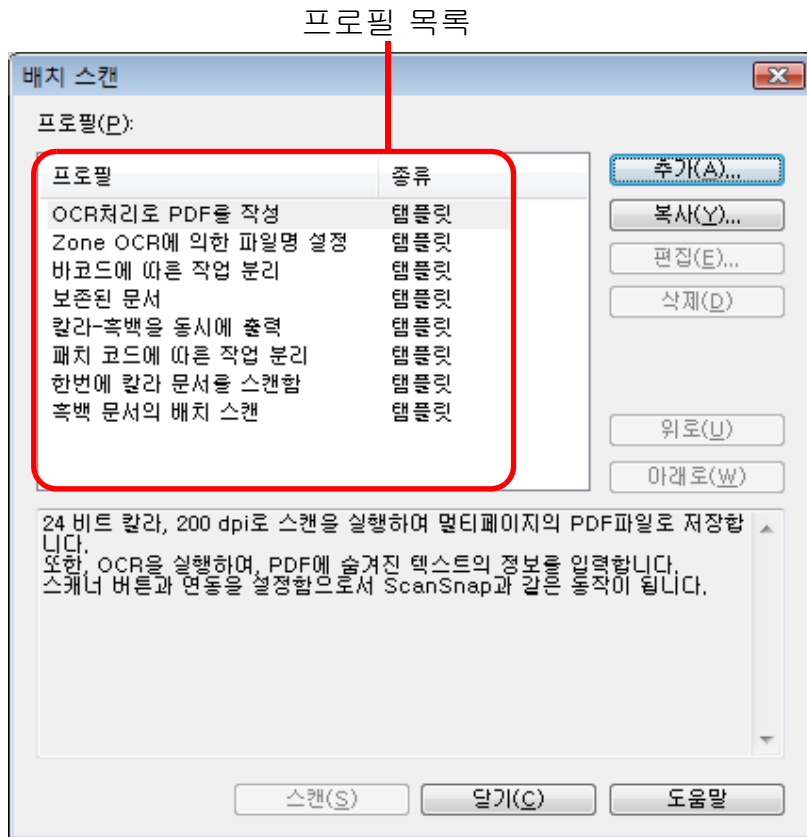 프로필 목록
배치 스캔
프로필(P):
프로필 종류
OCR처리로 PDF를 작성 탬플릿
Zone OCR에 의한 파일명 설정 탬플릿
바코드에 따른 작업 분리 탬플릿
보존된 문서 탬플릿
칼라-흑백을 동시에 출력 탬플릿
패치 코드에 따른 작업 분리 탬플릿
한번에 칼라 문서를 스캔함 탬플릿
흑백 문서의 배치 스캔 탬플릿
추가(A)...
복사(Y)...
편집(E)...
삭제(D)
위로(U)
아래로(W)
24 비트 칼라, 200 dpi로 스캔을 실행하여 멀티페이지의 PDF파일로 저장합
니다.
또한, OCR을 실행하여, PDF에 숨겨진 텍스트의 정보를 입력합니다.
스캐너 버튼과 연동을 설정함으로서 ScanSnap과 같은 동작이 됩니다.
스캔(S) 닫기(C) 도움말